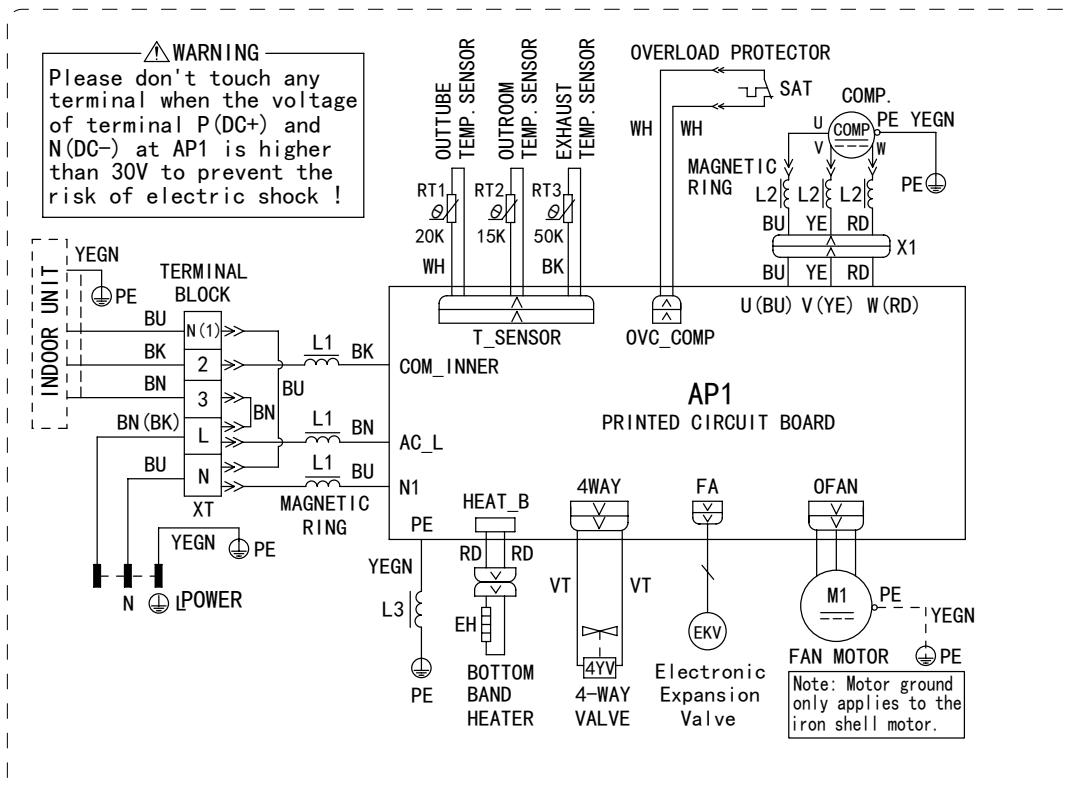 WARNING
Please don't touch any
terminal when the voltage
of terminal P(DC+) and
N(DC-) at AP1 is higher
than 30V to prevent the
risk of electric shock !
OUTTUBE
TEMP. SENSOR
OUTROOM
TEMP. SENSOR
EXHAUST
TEMP. SENSOR
RT1
RT2
RT3
θ
θ
θ
20K
15K
50K
WH
BK
OVERLOAD PROTECTOR
SAT
WH
WH
COMP.
U
V
W
COMP
PE
YEGN
PE
MAGNETIC
RING
L2
L2
L2
BU
YE
RD
X1
BU
YE
RD
U(BU) V(YE) W(RD)
INDOOR UNIT
YEGN
PE
TERMINAL
BLOCK
BU
N(1)
BK
2
BN
3
BN(BK)
L
BU
N
XT
BU
BN
L1
BK
L1
BN
L1
BU
MAGNETIC
RING
T_SENSOR
OVC_COMP
COM_INNER
AP1
PRINTED CIRCUIT BOARD
AC_L
N1
PE
HEAT_B
4WAY
FA
OFAN
YEGN
PE
N
L
POWER
YEGN
L3
PE
RD
RD
EH
BOTTOM
BAND
HEATER
VT
VT
4YV
4-WAY
VALVE
EKV
Electronic
Expansion
Valve
M1
PE
YEGN
PE
FAN MOTOR
Note: Motor ground
only applies to the
iron shell motor.